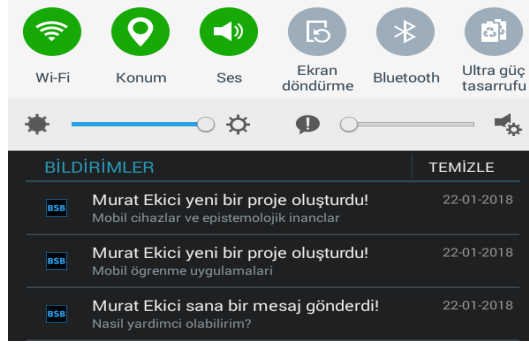 Wi-Fi
Konum
Ses
Ekran
döndürme
Bluetooth
Ultra güç
tasarrufu
BİLDİRİMLER
TEMİZLE
BSB
Murat Ekici yeni bir proje oluşturdu!
22-01-2018
Mobil cihazlar ve epistemolojik inanclar
BSB
Murat Ekici yeni bir proje oluşturdu!
22-01-2018
Mobil ögrenme uygulamalari
BSB
Murat Ekici sana bir mesaj gönderdi!
22-01-2018
Nasil yardimci olabilirim?